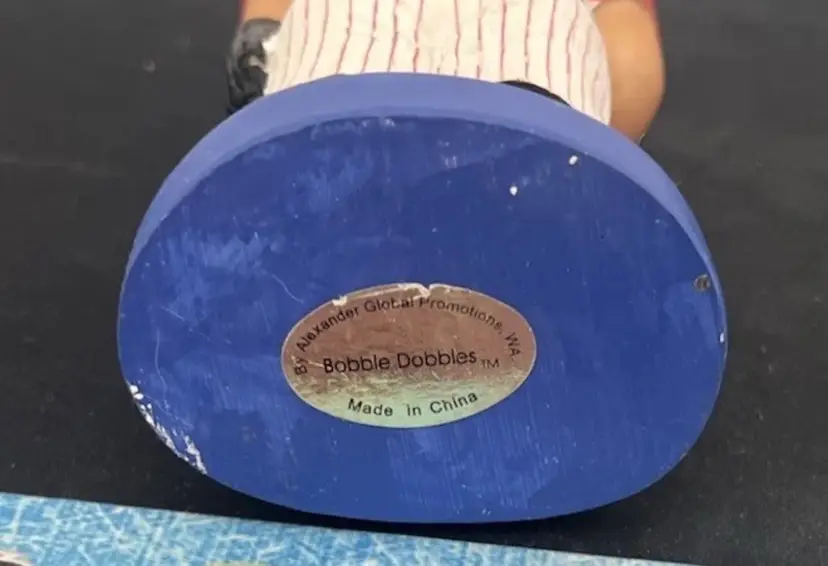 By Alexander Global Promotions, WA.
Bobble Dobbles TM
Made in China